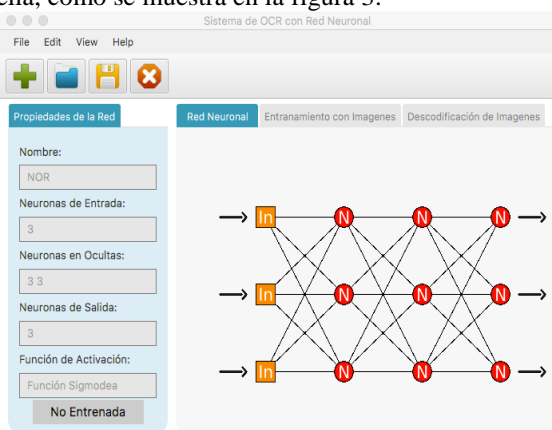 ena, como se muestra en la figura 3.
Sistema de OCR con Red Neuronal
File Edit View Help
Propiedades de la Red
Red Neuronal Entranamiento con Imagenes Descodificación de Imagenes
Nombre:
NOR
Neuronas de Entrada:
3
Neuronas en Ocultas:
3 3
Neuronas de Salida:
3
Función de Activación:
Función Sigmodea
No Entrenada
In N N N
In N N N
In N N N